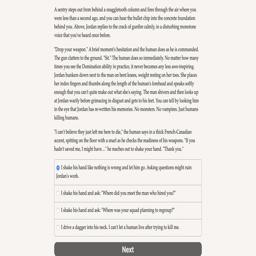 A sentry steps out from behind a snaggletooth column and fires through the air where you
were less than a second ago, and you can hear the bullet chip into the concrete foundation
behind you. Above, Jordan replies to the crack of gunfire calmly, in a disturbing monotone
voice that you've heard once before.
"Drop your weapon." A brief moment's hesitation and the human does as he is commanded.
The gun clatters to the ground. "Sit." The human does so immediately. No matter how many
times you see the Domination ability in practice, it never becomes any less awe-inspiring.
Jordan hunkers down next to the man on bent knees, weight resting on her toes. She places
her index fingers and thumbs along the length of the human's forehead and speaks softly
enough that you can't quite make out what she's saying. The man shivers and then looks up
at Jordan warily before grimacing in disgust and gets to his feet. You can tell by looking him
in the eye that Jordan has re-written his memories. No monsters. No vampires. Just humans
killing humans.
"I can't believe they just left me here to die," the human says in a thick French-Canadian
accent, spitting on the floor with a snarl as he checks the readiness of his weapons. "If you
hadn't saved me, I might have..." he reaches out to shake your hand. "Thank you."
I shake his hand like nothing is wrong and let him go. Asking questions might ruin
Jordan's work.
I shake his hand and ask: "Where did you meet the man who hired you?"
I shake his hand and ask: "Where was your squad planning to regroup?"
I drive a dagger into his neck. I can't let a human live after trying to kill me.
Next